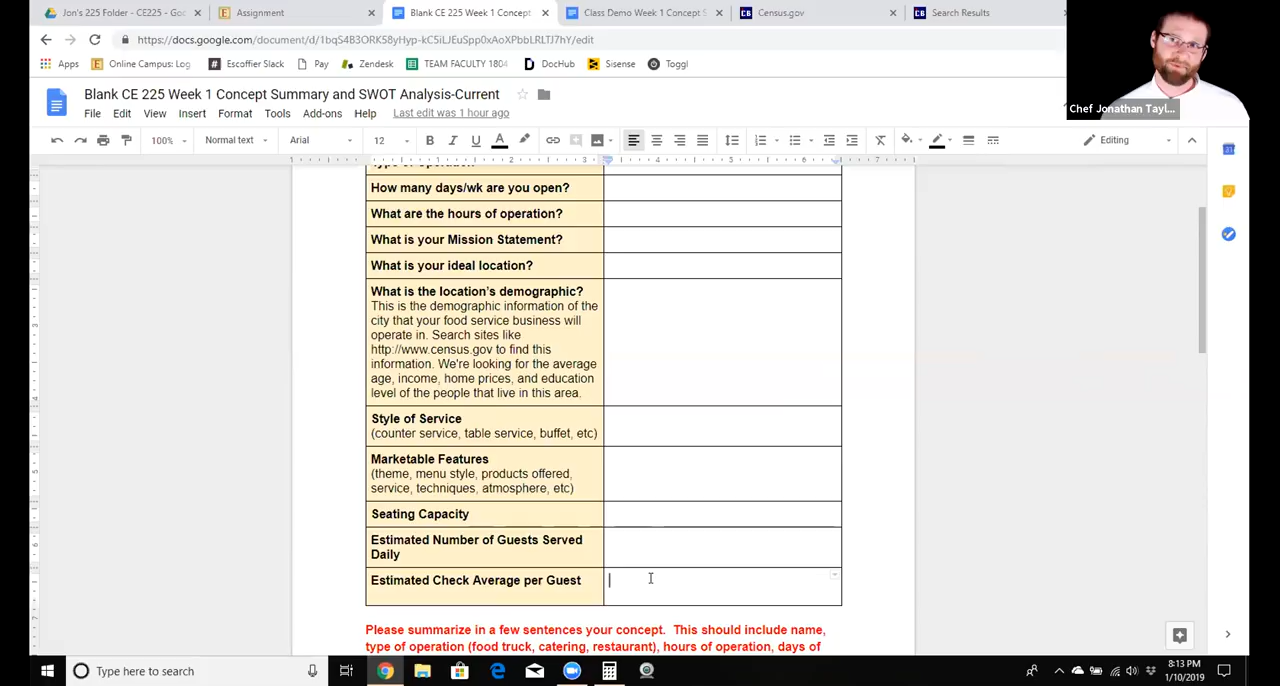 Jon's 225 Folder - CE225 - Goo
Assignment
Blank CE 225 Week 1 Concept
Class Demo Week 1 Concept S
Census.gov
Search Results
https://docs.google.com/document/d/1bqS4B3ORK58yHyp-kC5iLJEuSpp0xAoXPbbLRLTJ7hY/edit
Apps
Online Campus: Log
Escoffier Slack
Pay
Zendesk
TEAM FACULTY 1804
DocHub
Sisense
Toggl
Chef Jonathan Tayl...
Blank CE 225 Week 1 Concept Summary and SWOT Analysis-Current
File Edit View Insert Format Tools Add-ons Help Last edit was 1 hour ago
100% Normal text Arial 12 B I U A Editing
How many days/wk are you open?
What are the hours of operation?
What is your Mission Statement?
What is your ideal location?
What is the location's demographic?
This is the demographic information of the
city that your food service business will
operate in. Search sites like
http://www.census.gov to find this
information. We're looking for the average
age, income, home prices, and education
level of the people that live in this area.
Style of Service
(counter service, table service, buffet, etc)
Marketable Features
(theme, menu style, products offered,
service, techniques, atmosphere, etc)
Seating Capacity
Estimated Number of Guests Served
Daily
Estimated Check Average per Guest
Please summarize in a few sentences your concept. This should include name,
type of operation (food truck, catering, restaurant), hours of operation, days of
Type here to search
8:13 PM
1/10/2019